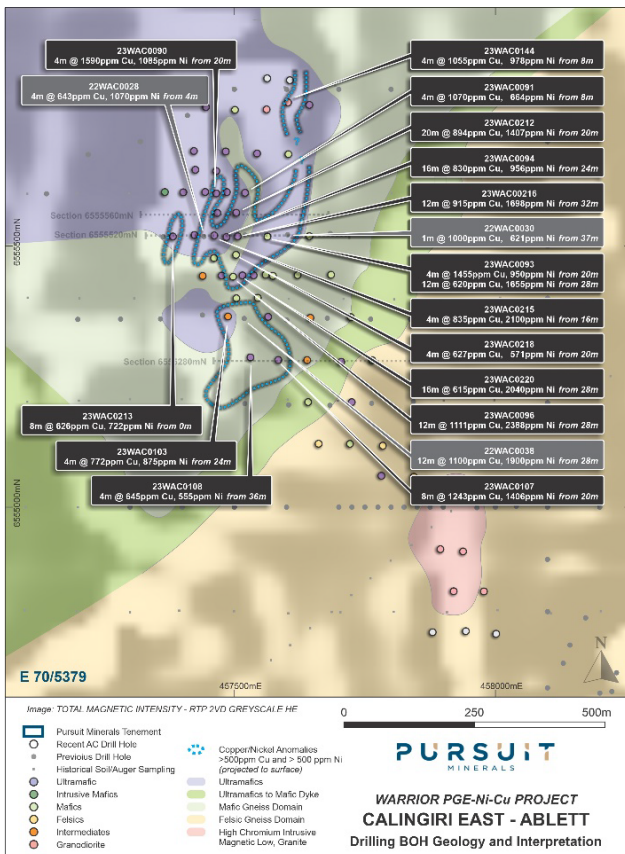 23WAC0090
4m @ 1590ppm Cu, 1085ppm Ni from 20m
22WAC0028
4m @ 643ppm Cu, 1070ppm Ni from 4m
23WAC0144
4m @ 1055ppm Cu, 978ppm Ni from 8m
23WAC0091
4m @ 1070ppm Cu, 664ppm Ni from 8m
23WAC0212
20m @ 894ppm Cu, 1407ppm Ni from 20m
23WAC0094
16m @ 830ppm Cu, 956ppm Ni from 24m
23WAC00216
12m @ 915ppm Cu, 1698ppm Ni from 32m
22WAC0030
1m @ 1000ppm Cu, 621ppm Ni from 37m
23WAC0093
4m @ 1455ppm Cu, 950ppm Ni from 20m
12m @ 620ppm Cu, 1655ppm Ni from 28m
23WAC0215
4m @ 835ppm Cu, 2100ppm Ni from 16m
23WAC0218
4m @ 627ppm Cu, 571ppm Ni from 20m
23WAC0220
16m @ 615ppm Cu, 2040ppm Ni from 28m
23WAC0096
12m @ 1111ppm Cu, 2388ppm Ni from 28m
22WAC0038
12m @ 1100ppm Cu, 1900ppm Ni from 28m
23WAC0107
8m @ 1243ppm Cu, 1406ppm Ni from 20m
?
Section 6555560mN
Section 6555520mN
6555500mN
Section 6555280mN
23WAC0213
8m @ 626ppm Cu, 722ppm Ni from 0m
23WAC0103
4m @ 772ppm Cu, 875ppm Ni from 24m
23WAC0108
4m @ 645ppm Cu, 555ppm Ni from 36m
6555000mN
N
E 70/5379
457500mE
458000mE
Image: TOTAL MAGNETIC INTENSITY - RTP 2VD GREYSCALE HE
0
250
500m
Pursuit Minerals Tenement
Recent AC Drill Hole
Previoius Drill Hole
Historical Soil/Auger Sampling
Ultramafic
Intrusive Mafics
Mafics
Felsics
Intermediates
Granodiorite
Copper/Nickel Anomalies
>500ppm Cu and > 500 ppm Ni
(projected to surface)
Ultramafics
Ultramafics to Mafic Dyke
Mafic Gneiss Domain
Felsic Gneiss Domain
High Chromium Intrusive
Magnetic Low, Granite
PURSUIT
MINERALS
WARRIOR PGE-Ni-Cu PROJECT
CALINGIRI EAST - ABLETT
Drilling BOH Geology and Interpretation